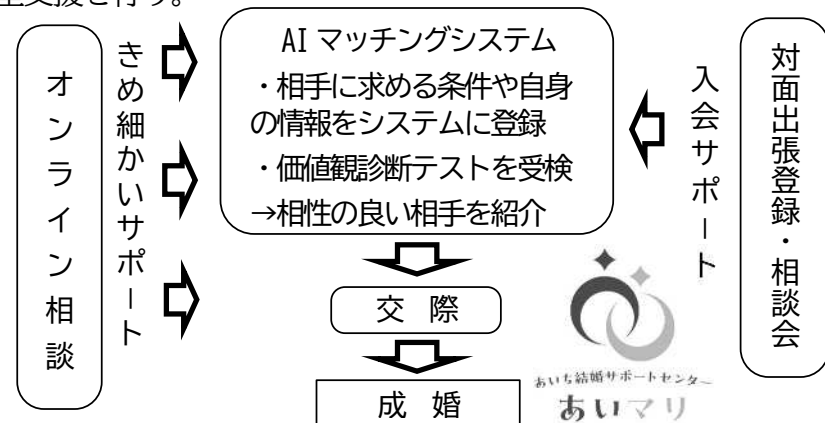 支援を行う。
オンライン相談
きめ細かいサポート
AI マッチングシステム
・相手に求める条件や自身
の情報をシステムに登録
・価値観診断テストを受検
→相性の良い相手を紹介
交 際
成 婚
入会サポート
対面出張登録・相談会
あいち結婚サポートセンター
あいマリ